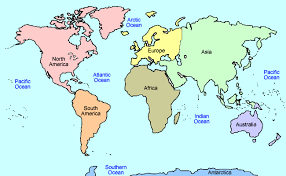 Arctic
Ocean
North
America
Europe
Asia
Pacific
Ocean
Atlantic
Ocean
Africa
Pacific
Ocean
South
America
Indian
Ocean
Australia
Southern
Ocean
Antarctica